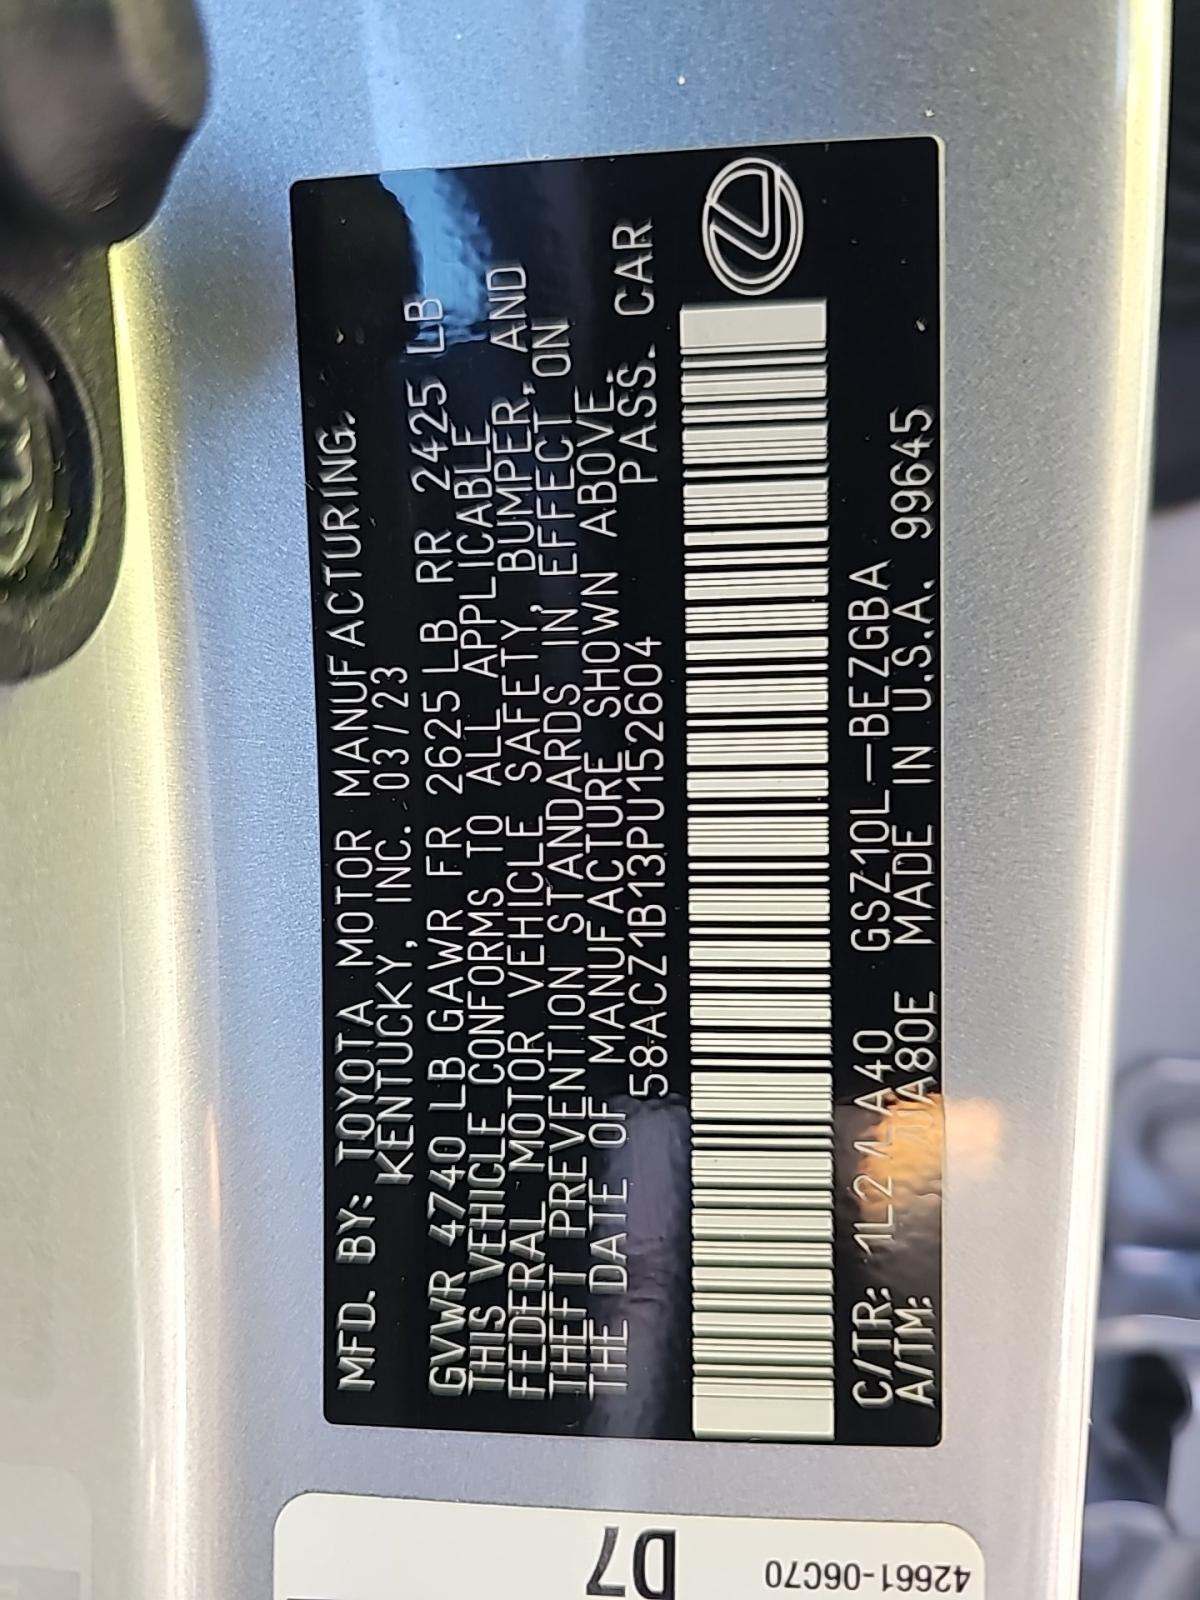 MFD. BY: TOYOTA MOTOR MANUFACTURING.
KENTUCKY, INC. 03/23
GVWR 4740 LB GAWR FR 2625 LB RR 2425 LB
THIS VEHICLE CONFORMS TO ALL APPLICABLE
FEDERAL MOTOR VEHICLE SAFETY, BUMPER, AND
THEFT PREVENTION STANDARDS IN EFFECT ON
THE DATE OF MANUFACTURE SHOWN ABOVE.
58ACZ1B13PU152604 PASS. CAR
C/TR: 1L2 LA40 GSZ10L-BEZGBA
A/TM: UA80E MADE IN U.S.A. 99645
D7
42661-06C70